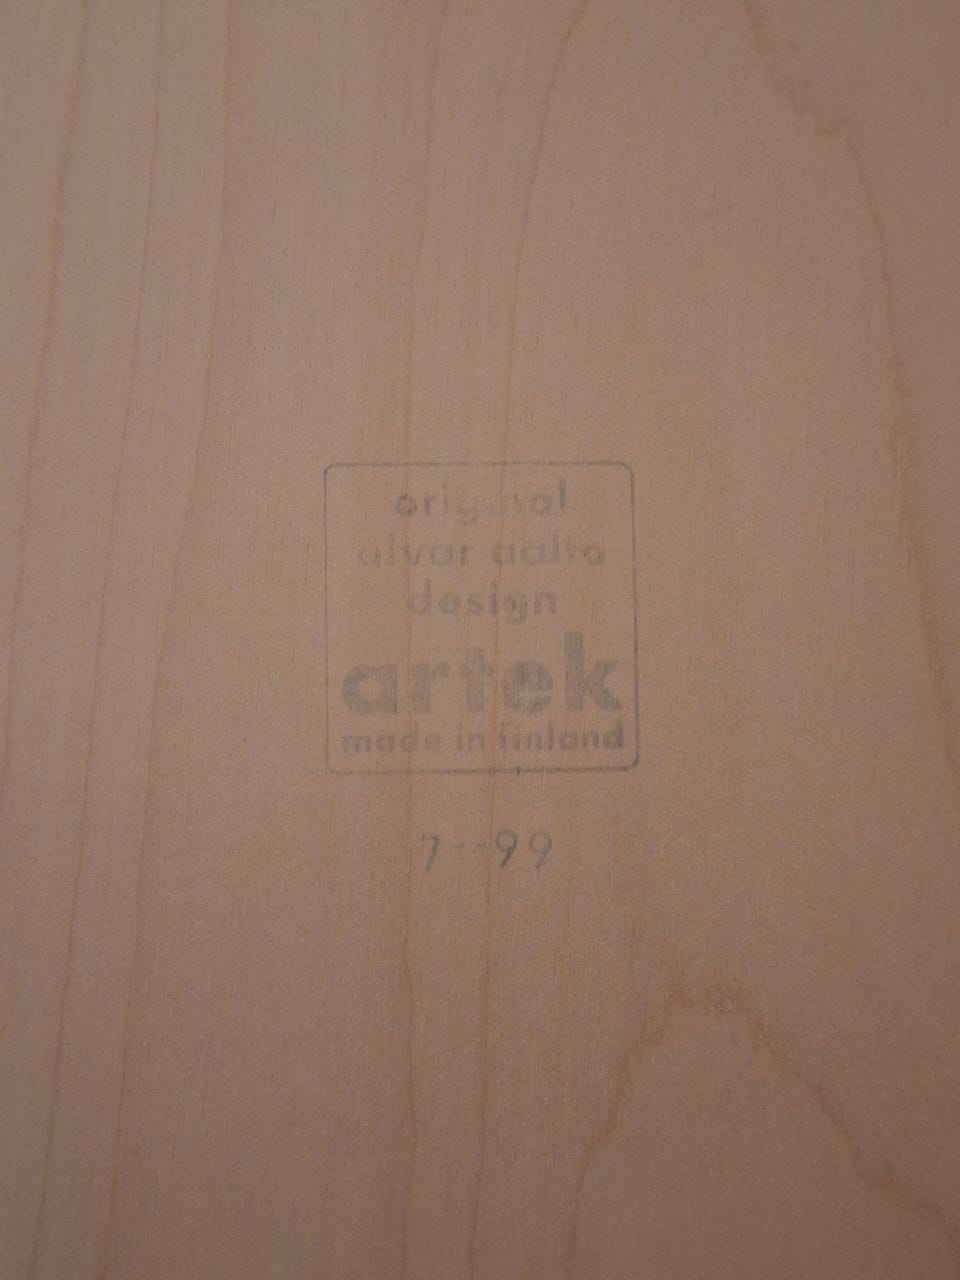 original
alvar aalto
design
artek
made in finland
7--99